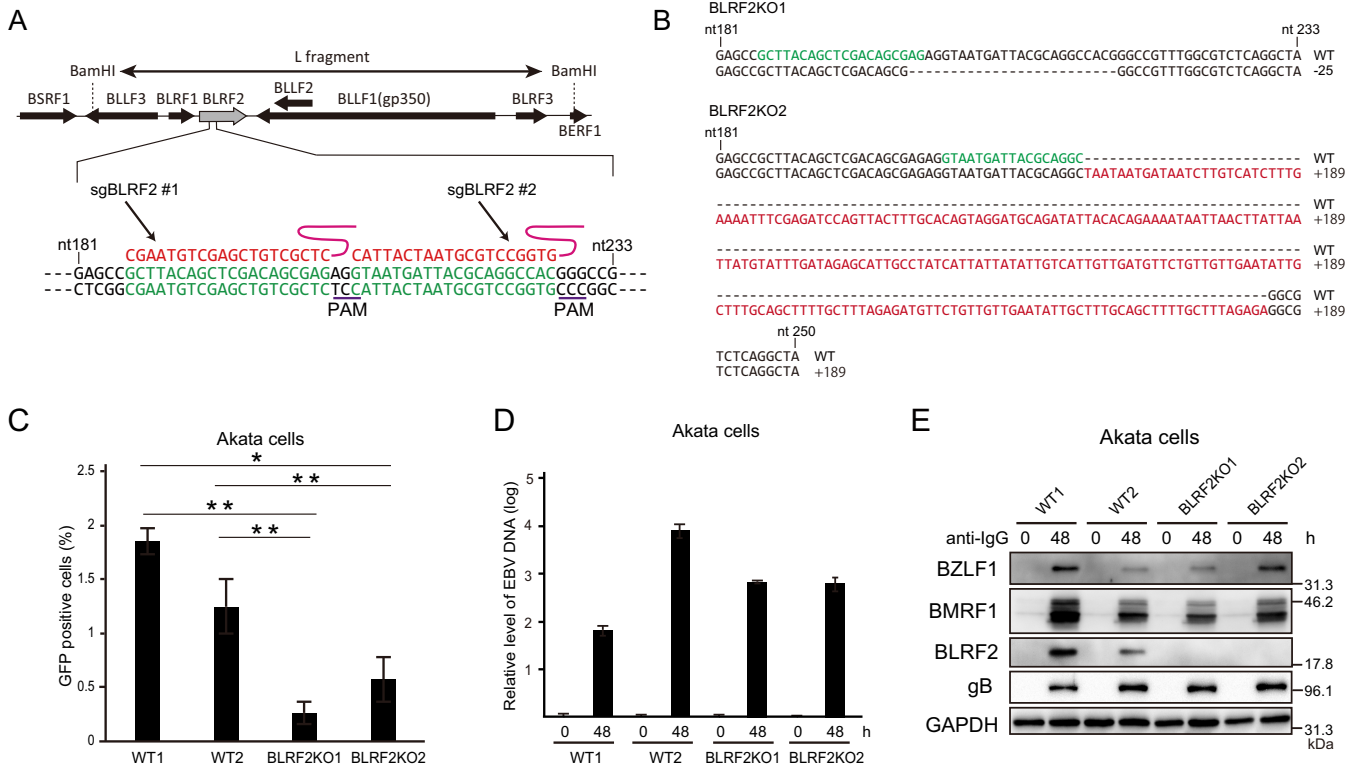 A
L fragment
BamHI
BamHI
BSRF1
BLLF3
BLRF1
BLRF2
BLLF2
BLLF1(gp350)
BLRF3
BERF1
sgBLRF2 #1
sgBLRF2 #2
nt181
CGAATGTCGAGCTGTCGCTC
CATTACTAATGCGTCCGGTG
nt233
---GAGCCGCTTACAGCTCGACAGCGAGAGGTAATGATTACGCAGGCCACGGGCCG---
---CTCGGCGAATGTCGAGCTGTCGCTCTCCATTACTAATGCGTCCGGTGCCCGGC---
PAM
PAM
B
BLRF2KO1
nt181
nt 233
GAGCCGCTTACAGCTCGACAGCGAGAGGTAATGATTACGCAGGCCACGGGCCGTTTGGCGTCTCAGGCTA WT
GAGCCGCTTACAGCTCGACAGCG-------------------------GGCCGTTTGGCGTCTCAGGCTA -25
BLRF2KO2
nt181
GAGCCGCTTACAGCTCGACAGCGAGAGGTAATGATTACGCAGGC-------------------------- WT
GAGCCGCTTACAGCTCGACAGCGAGAGGTAATGATTACGCAGGCTAATAATGATAATCTTGTCATCTTTG +189
---------------------------------------------------------------------- WT
AAAATTTCGAGATCCAGTTACTTTGCACAGTAGGATGCAGATATTACACAGAAAATAATTAACTTATTAA +189
---------------------------------------------------------------------- WT
TTATGTATTTGATAGAGCATTGCCTATCATTATTATATTGTCATTGTTGATGTTCTGTTGTTGAATATTG +189
------------------------------------------------------------------GGCG WT
CTTTGCAGCTTTTGCTTTAGAGATGTTCTGTTGTTGAATATTGCTTTGCAGCTTTTGCTTTAGAGAGGCG +189
nt 250
TCTCAGGCTA WT
TCTCAGGCTA +189
C
Akata cells
GFP positive cells (%)
2.5
2
1.5
1
0.5
0
*
**
**
**
WT1
WT2
BLRF2KO1
BLRF2KO2
D
Akata cells
Relative level of EBV DNA (log)
5
4
3
2
1
0 48 0 48 0 48 0 48 h
WT1
WT2
BLRF2KO1
BLRF2KO2
E
Akata cells
WT1
WT2
BLRF2KO1
BLRF2KO2
anti-IgG 0 48 0 48 0 48 0 48 h
BZLF1
31.3
BMRF1
46.2
BLRF2
17.8
gB
96.1
GAPDH
31.3
kDa